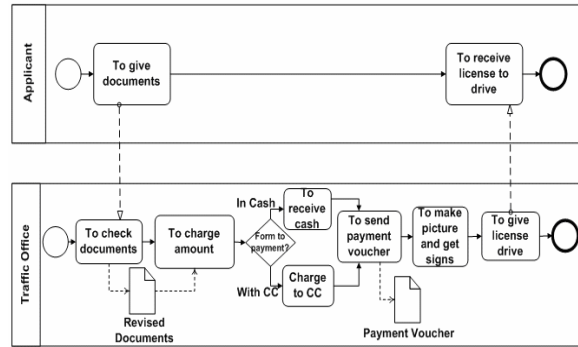 Applicant
To give
documents
To receive
license to
drive
Traffic Office
To check
documents
To charge
amount
Form to
payment?
In Cash
With CC
To
receive
cash
Charge
to CC
To send
payment
voucher
To make
picture
and get
signs
To give
license
drive
Revised
Documents
Payment Voucher